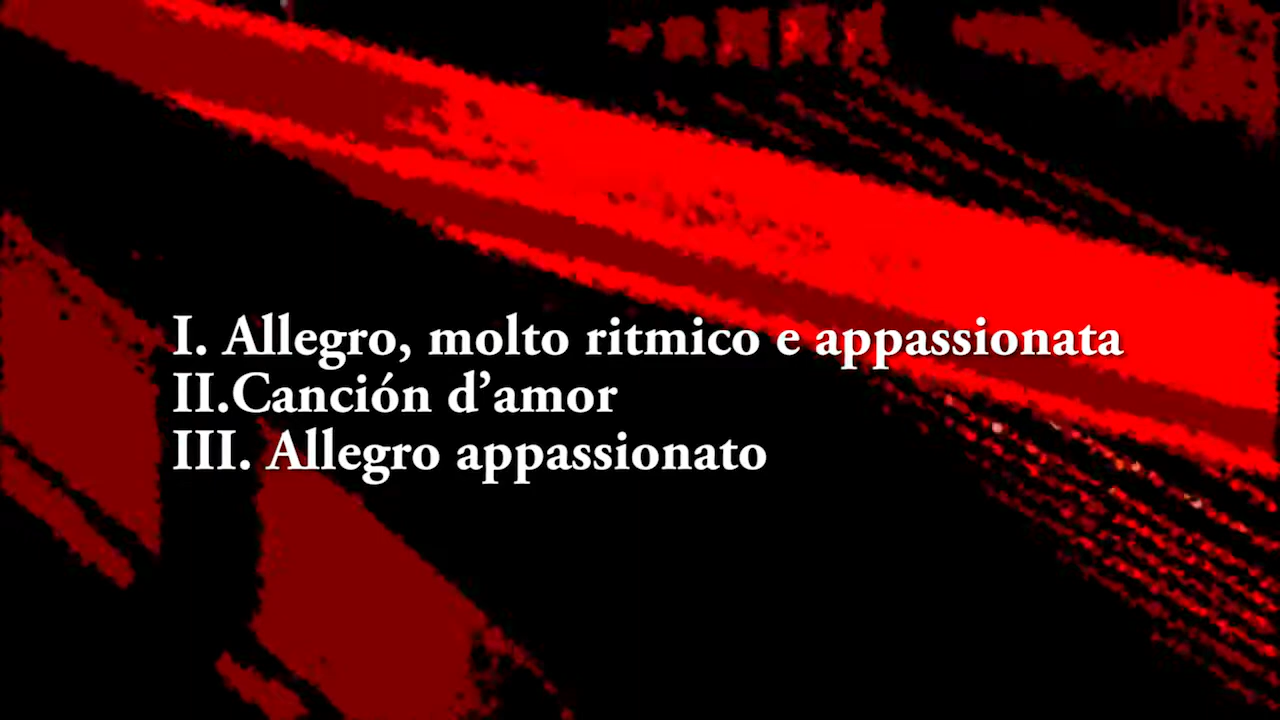 I. Allegro, molto ritmico e appassionata
II.Canción d’amor
III. Allegro appassionato